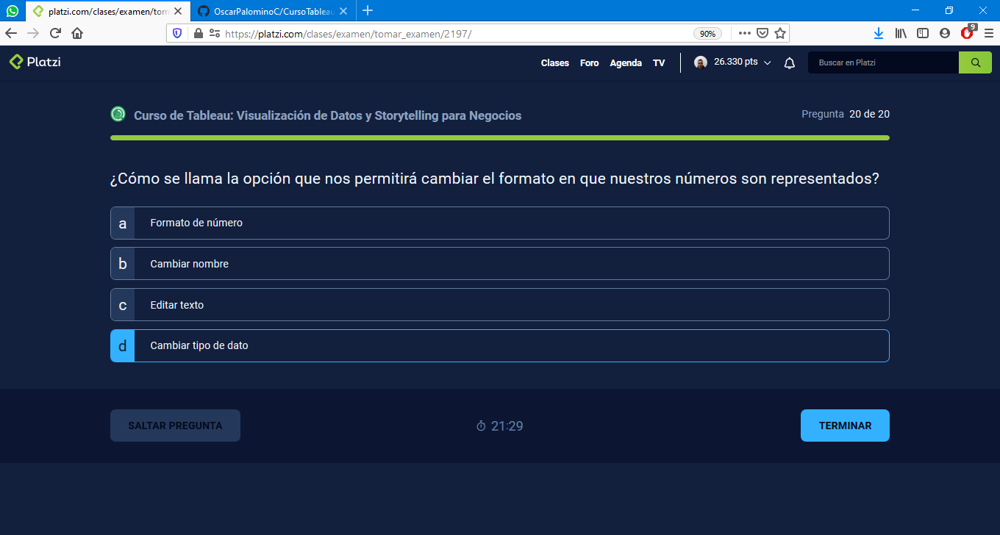 platzi.com/clases/examen/tom
OscarPalominoC/CursoTableau
https://platzi.com/clases/examen/tomar_examen/2197/
90%
9
Platzi
Clases Foro Agenda TV
26.330 pts
Buscar en Platzi
Curso de Tableau: Visualización de Datos y Storytelling para Negocios
Pregunta 20 de 20
¿Cómo se llama la opción que nos permitirá cambiar el formato en que nuestros números son representados?
a Formato de número
b Cambiar nombre
c Editar texto
d Cambiar tipo de dato
SALTAR PREGUNTA
21:29
TERMINAR